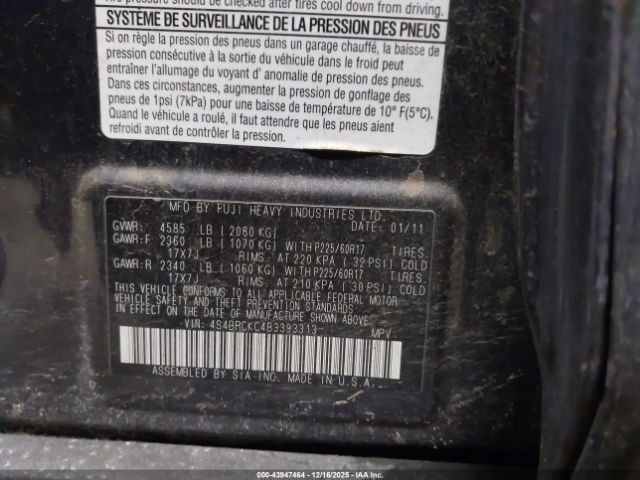 Tire pressure should be checked after tires cool down from driving.
SYSTÈME DE SURVEILLANCE DE LA PRESSION DES PNEUS
Si on règle la pression des pneus dans un garage chauffé, la baisse de
pression consécutive à la sortie du véhicule dans le froid peut
entraîner l'allumage du voyant d' anomalie de pression des pneus.
Dans ces circonstances, augmenter la pression de gonflage des
pneus de 1psi (7kPa) pour une baisse de température de 10° F(5°C).
Quand le véhicule a roulé, il faut attendre que les pneus aient
refroidi avant de contrôler la pression.
MFD BY FUJI HEAVY INDUSTRIES LTD.
GVWR: 4585 LB ( 2080 KG) DATE: 01/11
GAWR:F 2360 LB ( 1070 KG) WITH P225/60R17 TIRES,
17X7J RIMS AT 220 KPA ( 32 PSI) COLD
GAWR:R 2340 LB ( 1060 KG) WITH P225/60R17 TIRES
17X7J RIMS AT 210 KPA ( 30 PSI) COLD
THIS VEHICLE CONFORMS TO ALL APPLICABLE FEDERAL MOTOR
VEHICLE SAFETY AND THEFT PREVENTION STANDARDS
IN EFFECT ON THE DATE OF MANUFACTURE SHOWN ABOVE.
VIN: 4S4BRCKC4B3393313 MPV
ASSEMBLED BY SIA-INC. MADE IN U.S.A.
000-43947464 - 12/16/2025 - www.iaai.com